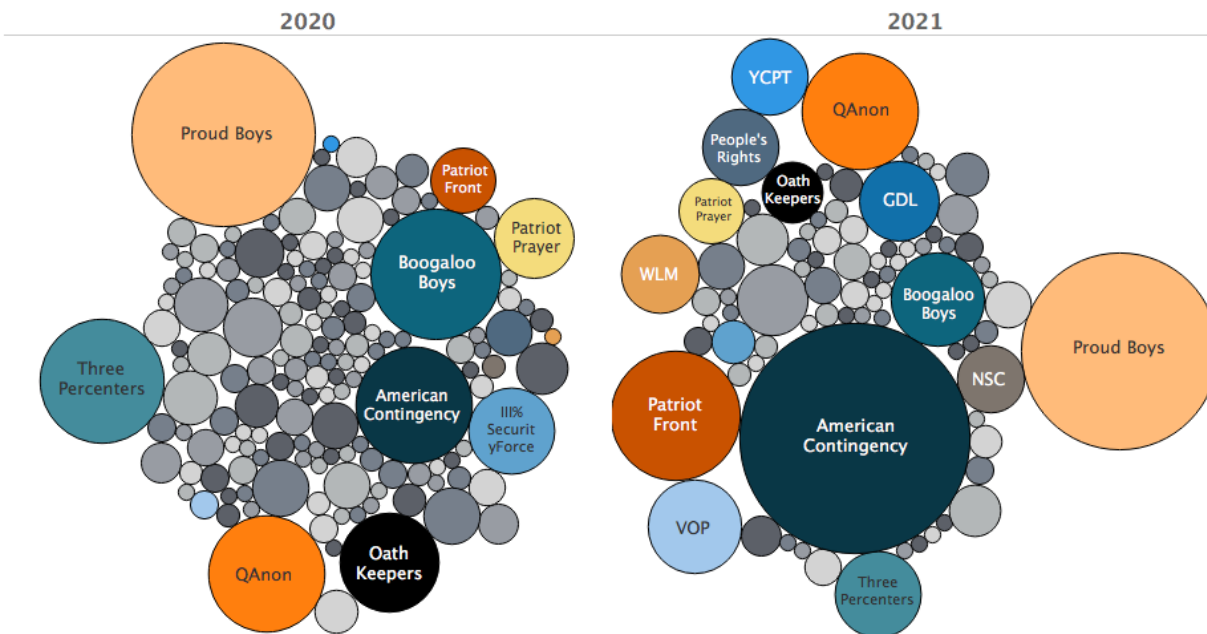 2020
2021
Proud Boys
Patriot
Front
Patriot
Prayer
Boogaloo
Boys
Three
Percenters
American
Contingency
III%
Securit
yForce
QAnon
Oath
Keepers
YCPT
QAnon
People's
Rights
Oath
Keepers
Patriot
Prayer
GDL
WLM
Boogaloo
Boys
Proud Boys
NSC
Patriot
Front
American
Contingency
VOP
Three
Percenters